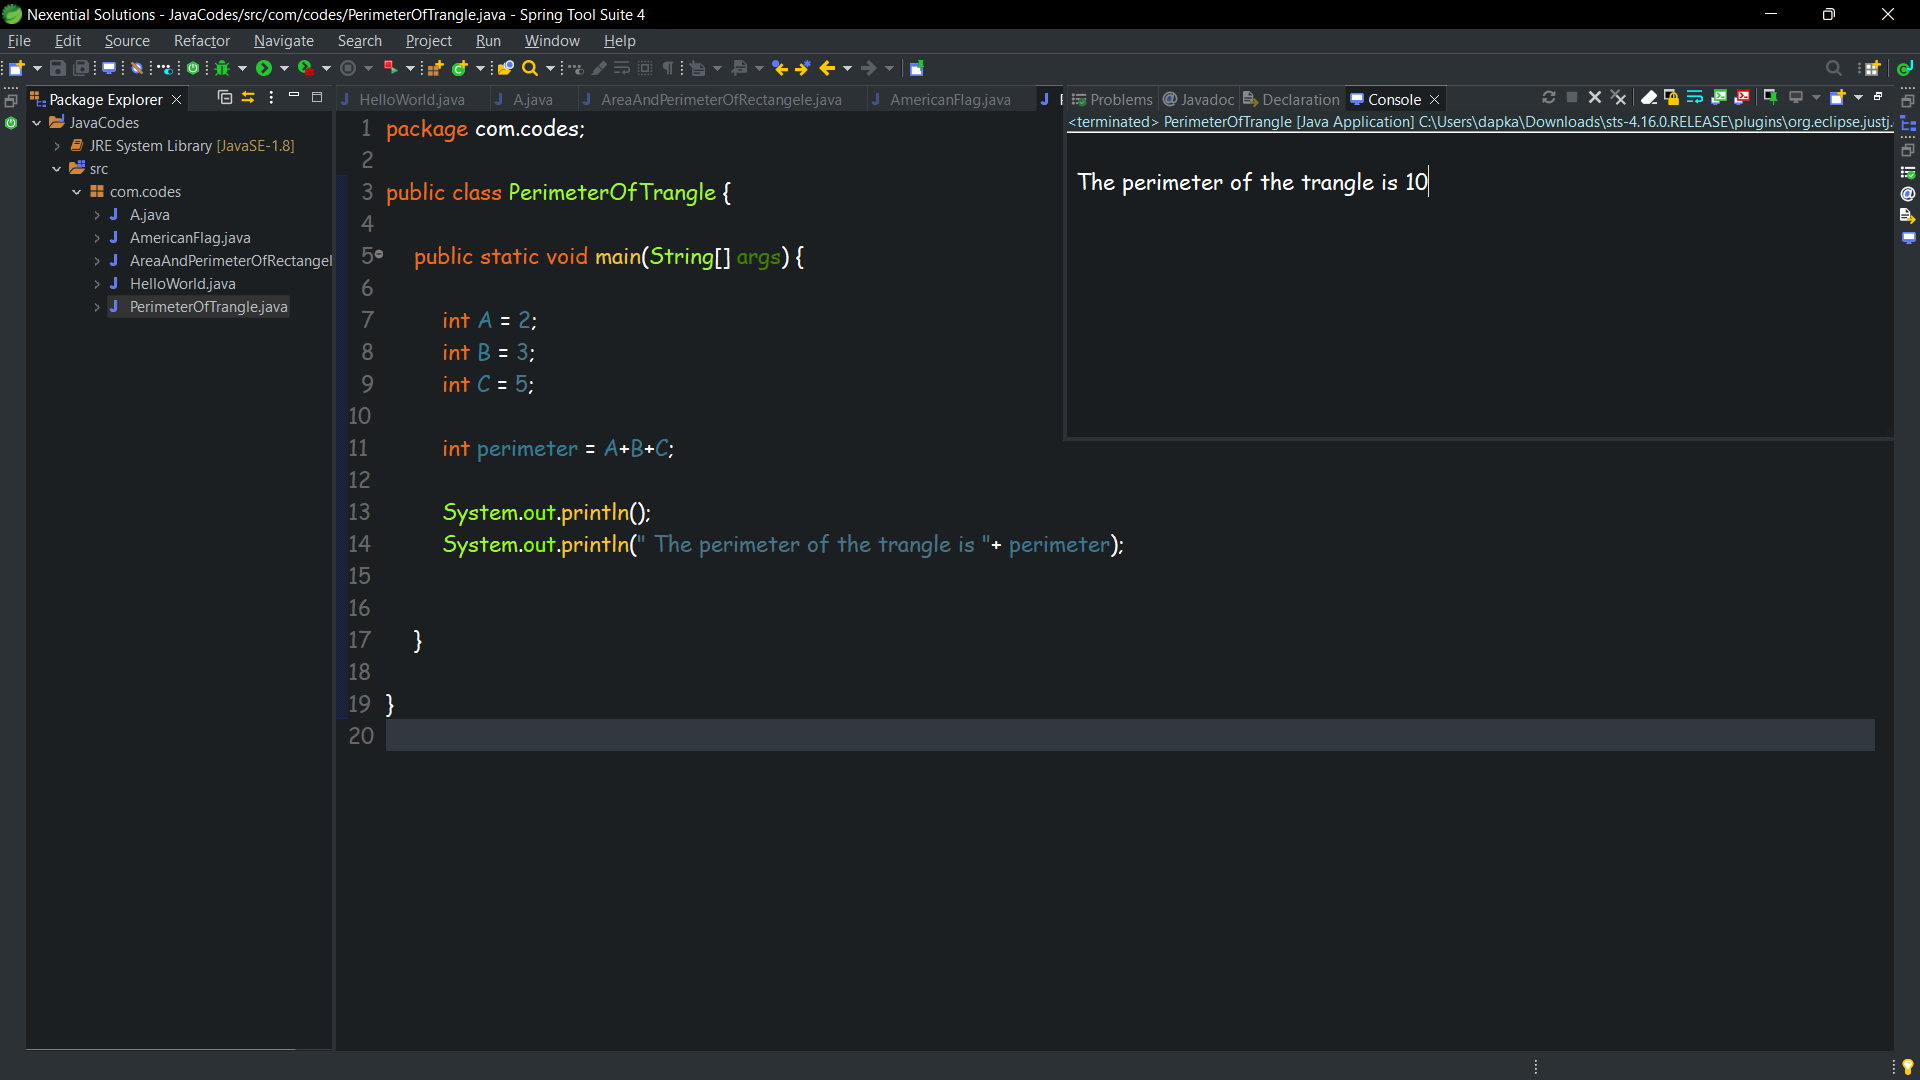 Nexential Solutions - JavaCodes/src/com/codes/PerimeterOfTrangle.java - Spring Tool Suite 4
File Edit Source Refactor Navigate Search Project Run Window Help
Package Explorer
JavaCodes
JRE System Library [JavaSE-1.8]
src
com.codes
A.java
AmericanFlag.java
AreaAndPerimeterOfRectangel
HelloWorld.java
PerimeterOfTrangle.java
HelloWorld.java A.java AreaAndPerimeterOfRectangele.java AmericanFlag.java
1 package com.codes;
2
3 public class PerimeterOfTrangle {
4
5 public static void main(String[] args) {
6
7 int A = 2;
8 int B = 3;
9 int C = 5;
10
11 int perimeter = A+B+C;
12
13 System.out.println();
14 System.out.println(" The perimeter of the trangle is "+ perimeter);
15
16
17 }
18
19 }
20
Problems @ Javadoc Declaration Console
<terminated> PerimeterOfTrangle [Java Application] C:\Users\dapka\Downloads\sts-4.16.0.RELEASE\plugins\org.eclipse.justj.
The perimeter of the trangle is 10